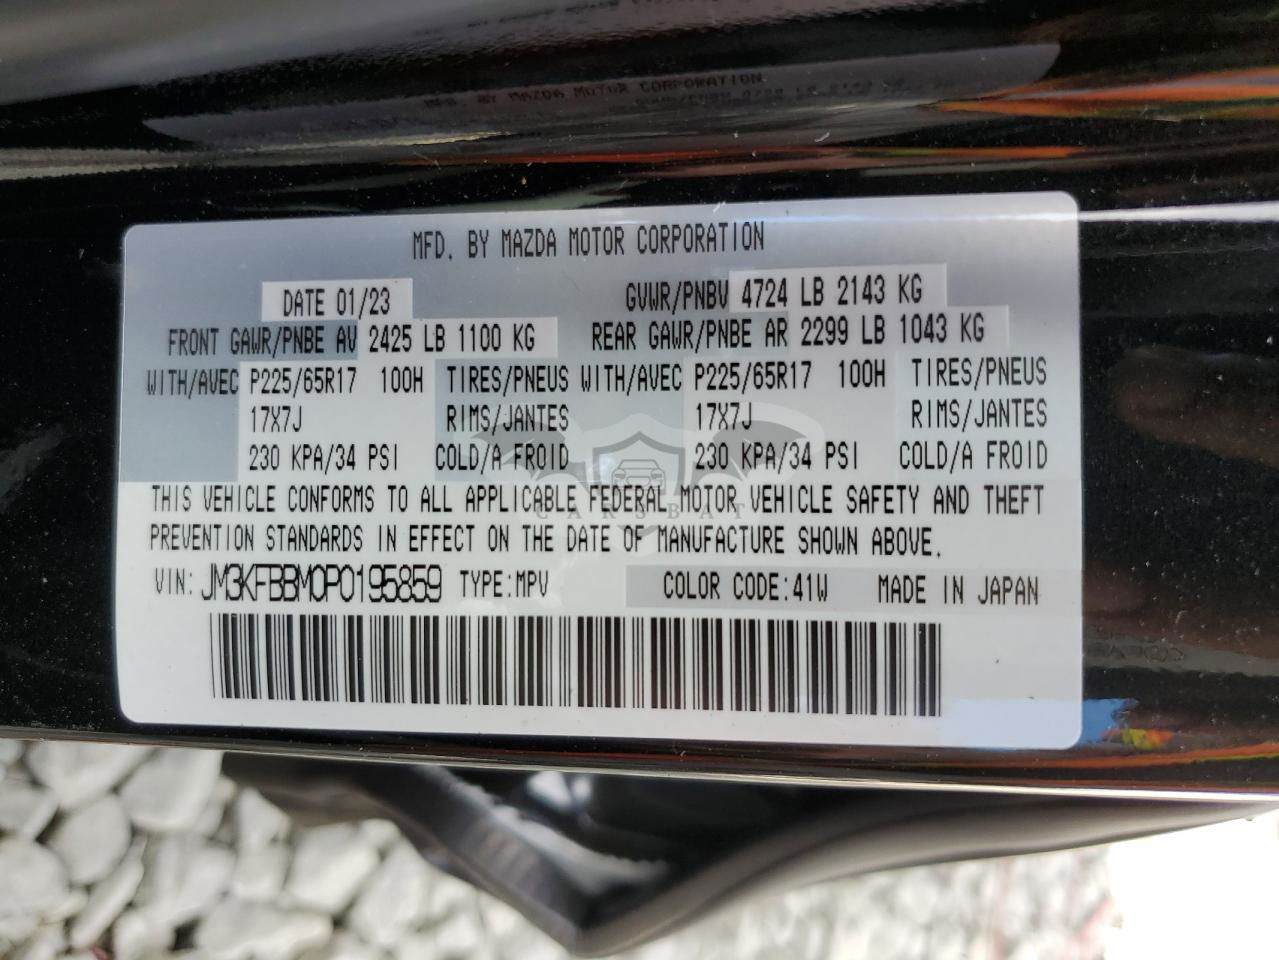 MFD. BY MAZDA MOTOR CORPORATION
DATE 01/23 GVWR/PNBV 4724 LB 2143 KG
FRONT GAWR/PNBE AV 2425 LB 1100 KG REAR GAWR/PNBE AR 2299 LB 1043 KG
WITH/AVEC P225/65R17 100H TIRES/PNEUS WITH/AVEC P225/65R17 100H TIRES/PNEUS
17X7J RIMS/JANTES 17X7J RIMS/JANTES
230 KPA/34 PSI COLD/A FROID 230 KPA/34 PSI COLD/A FROID
THIS VEHICLE CONFORMS TO ALL APPLICABLE FEDERAL MOTOR VEHICLE SAFETY AND THEFT
CARSBAT
PREVENTION STANDARDS IN EFFECT ON THE DATE OF MANUFACTURE SHOWN ABOVE.
VIN: JM3KFBBM0P0195859 TYPE:MPV COLOR CODE:41W MADE IN JAPAN